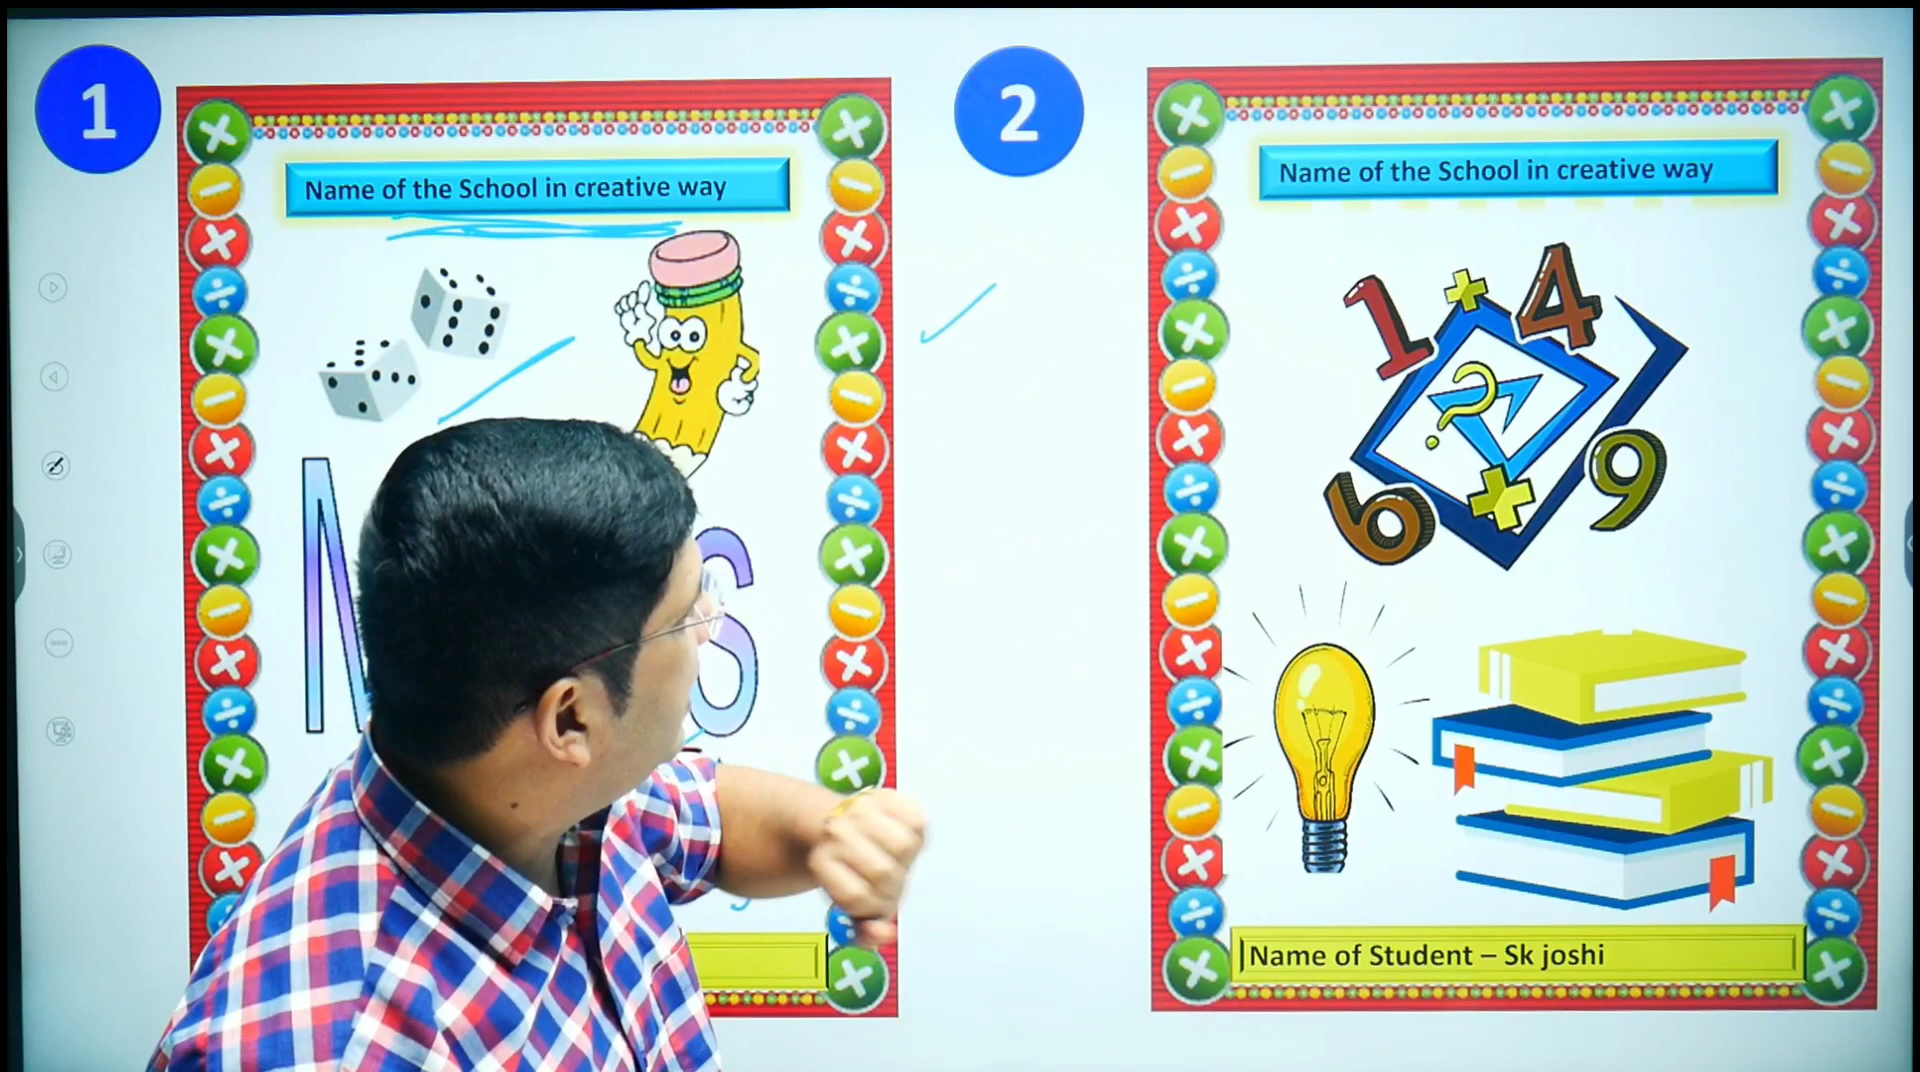 1
Name of the School in creative way
2
Name of the School in creative way
1
4
?
6
9
Name of Student – Sk joshi